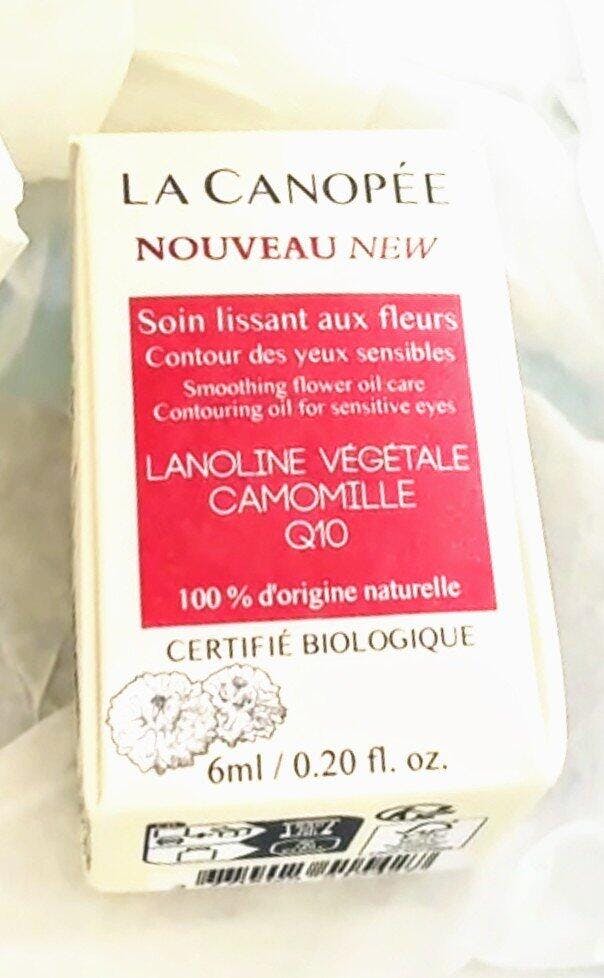 LA CANOPÉE
NOUVEAU NEW
Soin lissant aux fleurs
Contour des yeux sensibles
Smoothing flower oil care
Contouring oil for sensitive eyes
LANOLINE VÉGÉTALE
CAMOMILLE
Q10
100 % d'origine naturelle
CERTIFIÉ BIOLOGIQUE
6ml / 0.20 fl. oz.